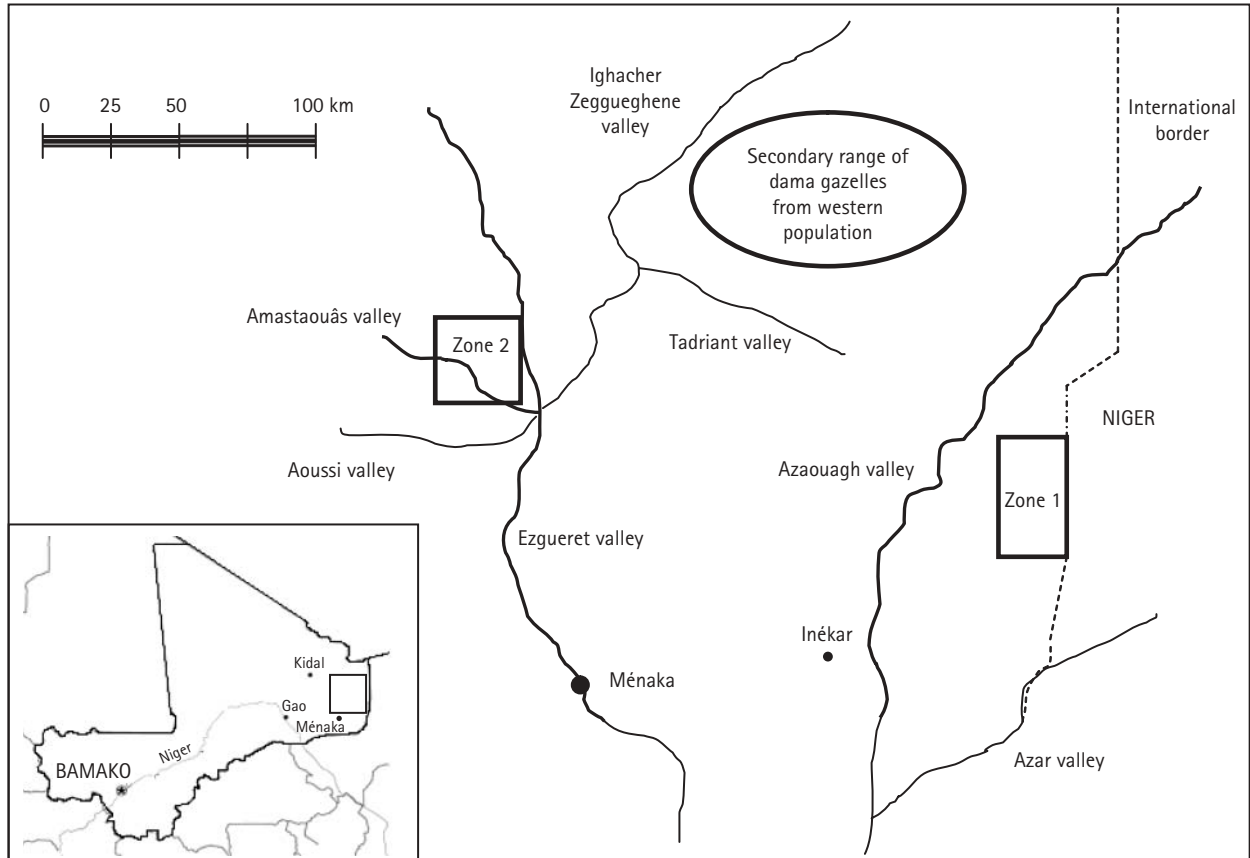 0 25 50 100 km
Ighacher
Zeggueghene
valley
International
border
Secondary range of
dama gazelles
from western
population
Amastaouâs valley
Zone 2
Tadriant valley
NIGER
Aoussi valley
Azaouagh valley
Zone 1
Ezgueret valley
Inékar
Ménaka
Azar valley
Kidal
Gao
Ménaka
Niger
BAMAKO